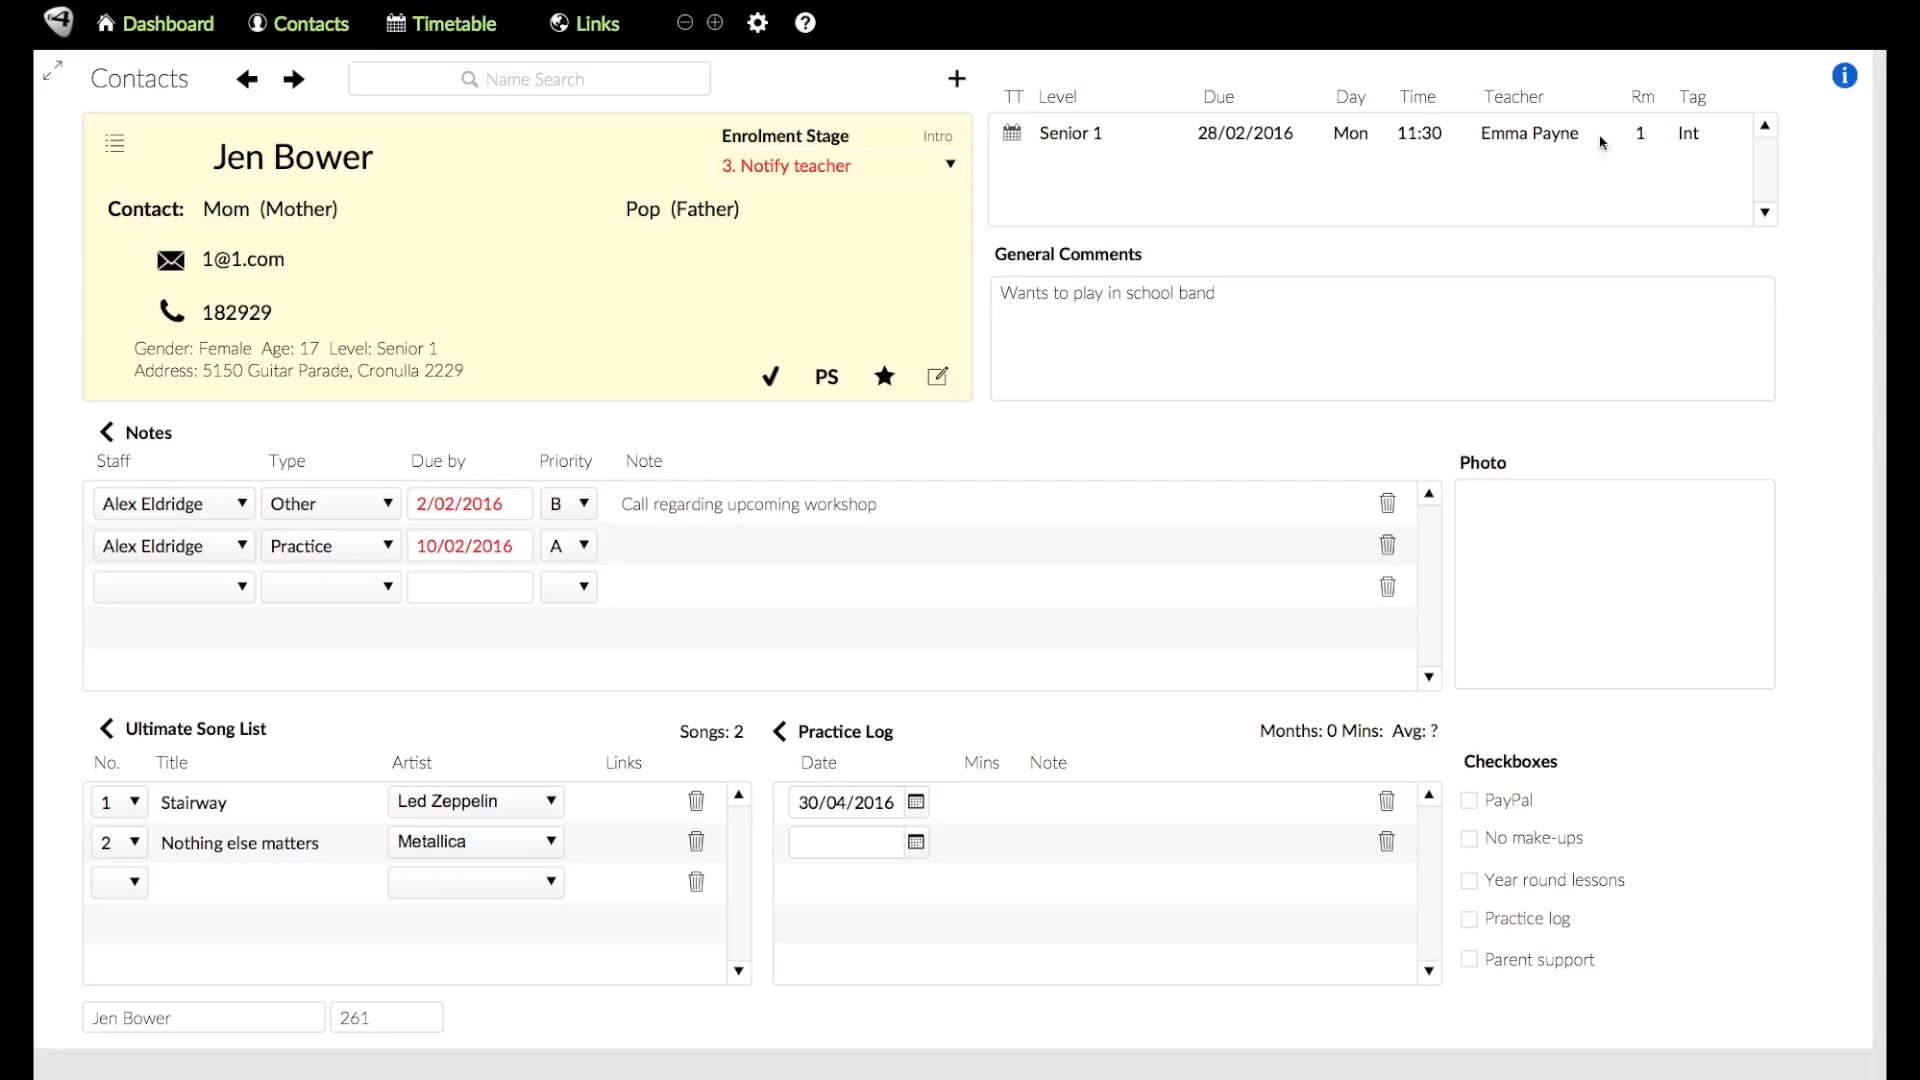 Dashboard Contacts Timetable Links
Contacts Name Search
Jen Bower
Enrolment Stage Intro
3. Notify teacher
Contact: Mom (Mother) Pop (Father)
1@1.com
182929
Gender: Female Age: 17 Level: Senior 1
Address: 5150 Guitar Parade, Cronulla 2229
PS
TT Level Due Day Time Teacher Rm Tag
Senior 1 28/02/2016 Mon 11:30 Emma Payne 1 Int
General Comments
Wants to play in school band
Notes
Staff Type Due by Priority Note
Alex Eldridge Other 2/02/2016 B Call regarding upcoming workshop
Alex Eldridge Practice 10/02/2016 A
Photo
Ultimate Song List Songs: 2
No. Title Artist Links
1 Stairway Led Zeppelin
2 Nothing else matters Metallica
Practice Log Months: 0 Mins: Avg: ?
Date Mins Note
30/04/2016
Checkboxes
PayPal
No make-ups
Year round lessons
Practice log
Parent support
Jen Bower 261